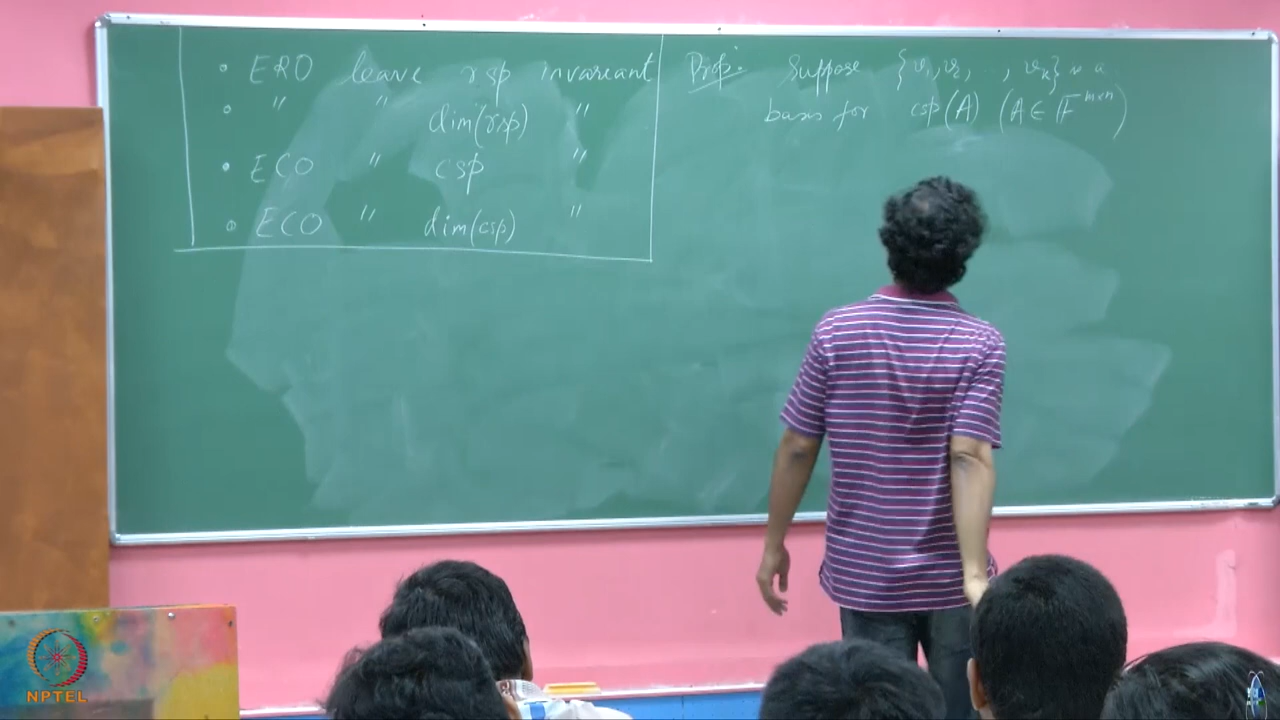 • ERO leave rsp invariant
• " " dim(rsp) "
• ECO " csp "
• ECO " dim(csp) "
Prop: Suppose {v₁, v₂, ..., vₖ} is a
basis for csp(A) (A ∈ F^{m×n})
NPTEL